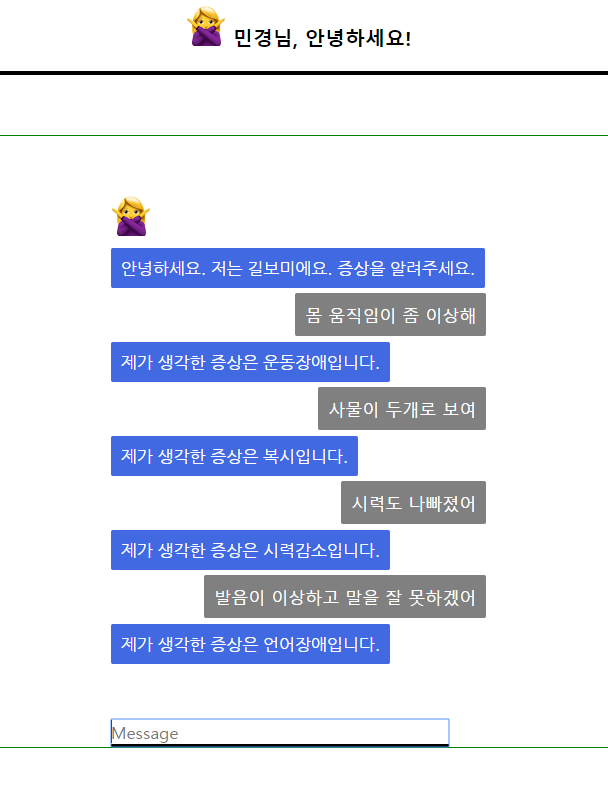 민경님, 안녕하세요!
안녕하세요. 저는 길보미에요. 증상을 알려주세요.
몸 움직임이 좀 이상해
제가 생각한 증상은 운동장애입니다.
사물이 두개로 보여
제가 생각한 증상은 복시입니다.
시력도 나빠졌어
제가 생각한 증상은 시력감소입니다.
발음이 이상하고 말을 잘 못하겠어
제가 생각한 증상은 언어장애입니다.
Message